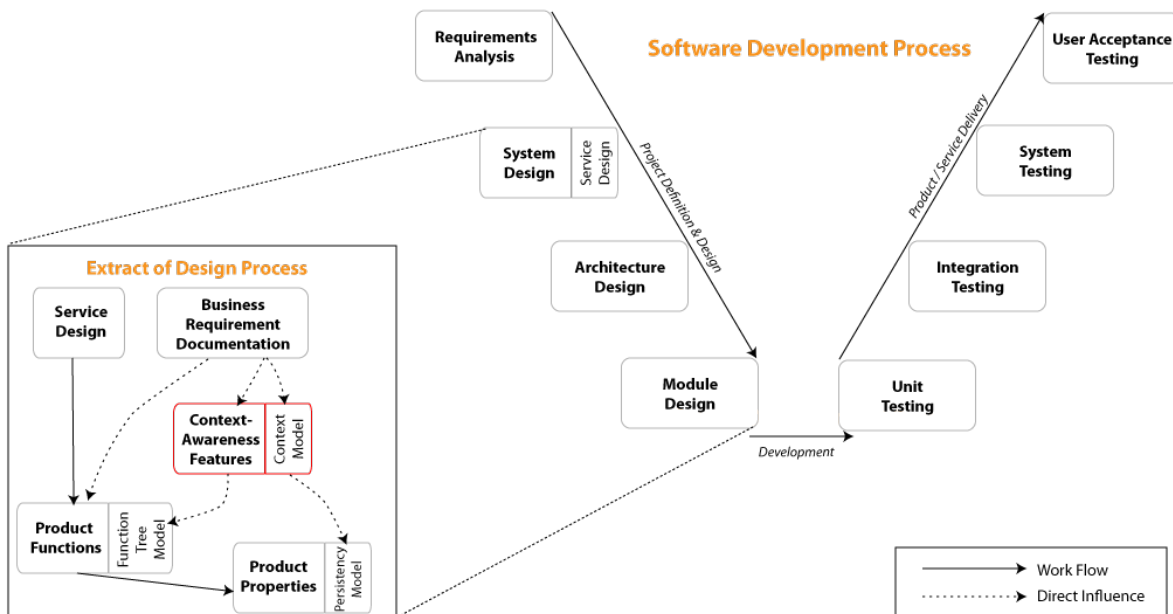 Software Development Process
Requirements
Analysis
System
Design
Service
Design
Architecture
Design
Module
Design
Project Definition & Design
Development
Unit
Testing
Integration
Testing
System
Testing
User Acceptance
Testing
Product / Service Delivery
Extract of Design Process
Service
Design
Business
Requirement
Documentation
Context-
Awareness
Features
Context
Model
Product
Functions
Function
Tree
Model
Product
Properties
Persistency
Model
Work Flow
Direct Influence